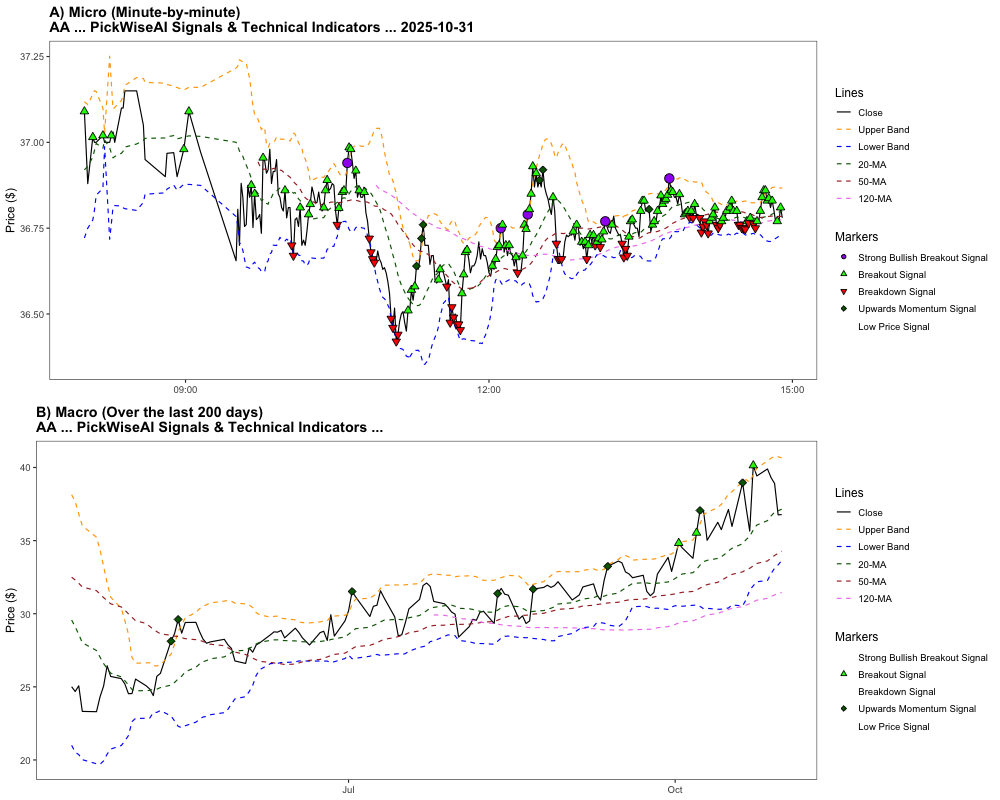 A) Micro (Minute-by-minute)
AA ... PickWiseAI Signals & Technical Indicators ... 2025-10-31
Price ($)
37.25
37.00
36.75
36.50
09:00
12:00
15:00
Lines
Close
Upper Band
Lower Band
20-MA
50-MA
120-MA
Markers
Strong Bullish Breakout Signal
Breakout Signal
Breakdown Signal
Upwards Momentum Signal
Low Price Signal
B) Macro (Over the last 200 days)
AA ... PickWiseAI Signals & Technical Indicators ...
Price ($)
40
35
30
25
20
Jul
Oct
Lines
Close
Upper Band
Lower Band
20-MA
50-MA
120-MA
Markers
Strong Bullish Breakout Signal
Breakout Signal
Breakdown Signal
Upwards Momentum Signal
Low Price Signal